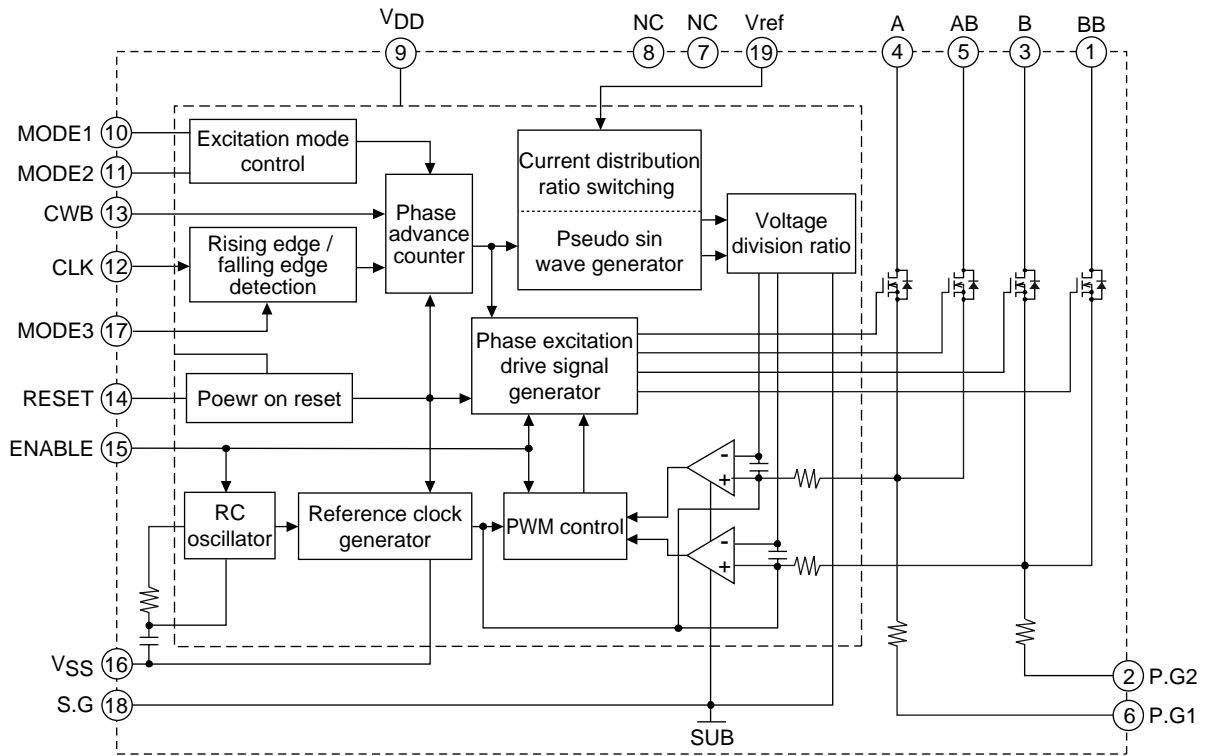 VDD
NC
NC
Vref
A
AB
B
BB
9
8
7
19
4
5
3
1
MODE1
10
MODE2
11
CWB
13
CLK
12
MODE3
17
RESET
14
ENABLE
15
VSS
16
S.G
18
Excitation mode
control
Phase
advance
counter
Rising edge /
falling edge
detection
Current distribution
ratio switching
Pseudo sin
wave generator
Voltage
division ratio
Phase excitation
drive signal
generator
Poewr on reset
RC
oscillator
Reference clock
generator
PWM control
-
+
-
+
SUB
2
P.G2
6
P.G1